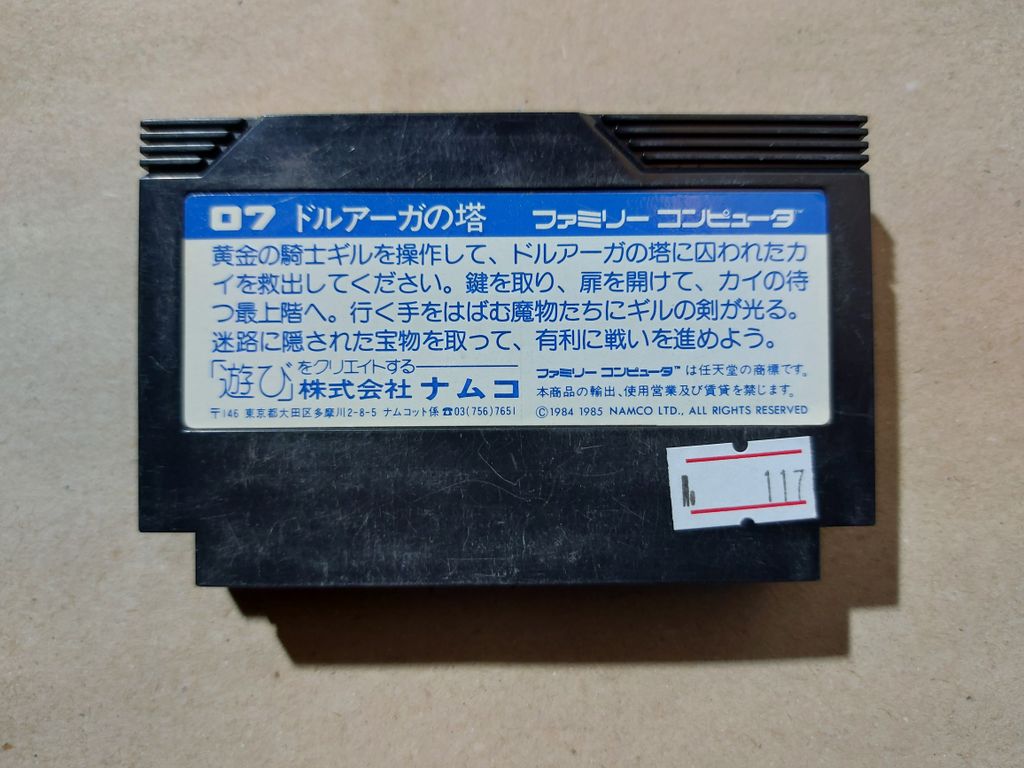 07 ドルアーガの塔 ファミリー コンピュータ™
黄金の騎士ギルを操作して、ドルアーガの塔に囚われたカ
イを救出してください。鍵を取り、扉を開けて、カイの待
つ最上階へ。行く手をはばむ魔物たちにギルの剣が光る。
迷路に隠された宝物を取って、有利に戦いを進めよう。
「遊び」をクリエイトする
株式会社 ナムコ
〒146 東京都大田区多摩川2-8-5 ナムコット係 ☎03(756)7651
ファミリー コンピュータ™ は任天堂の商標です。
本商品の輸出、使用営業及び賃貸を禁じます。
©1984 1985 NAMCO LTD., ALL RIGHTS RESERVED
№ 117